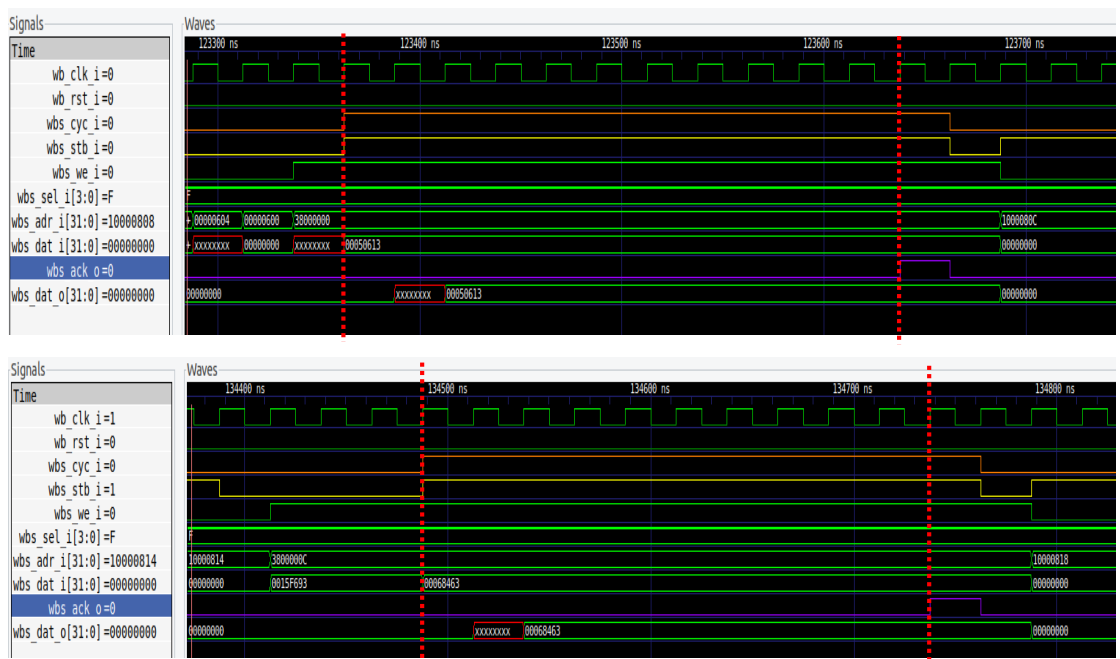 Signals Waves
Time 123300 ns 123400 ns 123500 ns 123600 ns 123700 ns
wb_clk_i=0
wb_rst_i=0
wbs_cyc_i=0
wbs_stb_i=0
wbs_we_i=0
wbs_sel_i[3:0]=F F
wbs_adr_i[31:0]=10000808 + 00000604 00000600 38000000 1000080C
wbs_dat_i[31:0]=00000000 + xxxxxxxx 00000000 xxxxxxxx 00050613 00000000
wbs_ack_o=0
wbs_dat_o[31:0]=00000000 00000000 xxxxxxxx 00050613 00000000
Signals Waves
Time 134400 ns 134500 ns 134600 ns 134700 ns 134800 ns
wb_clk_i=1
wb_rst_i=0
wbs_cyc_i=0
wbs_stb_i=1
wbs_we_i=0
wbs_sel_i[3:0]=F F
wbs_adr_i[31:0]=10000814 10000814 3800000C 10000818
wbs_dat_i[31:0]=00000000 00000000 0015F693 00068463 00000000
wbs_ack_o=0
wbs_dat_o[31:0]=00000000 00000000 xxxxxxxx 00068463 00000000